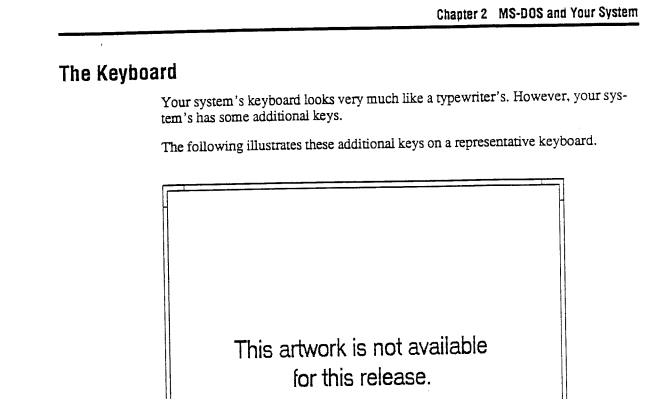 Chapter 2 MS-DOS and Your System
The Keyboard
Your system's keyboard looks very much like a typewriter's. However, your sys-
tem's has some additional keys.
The following illustrates these additional keys on a representative keyboard.
This artwork is not available
for this release.